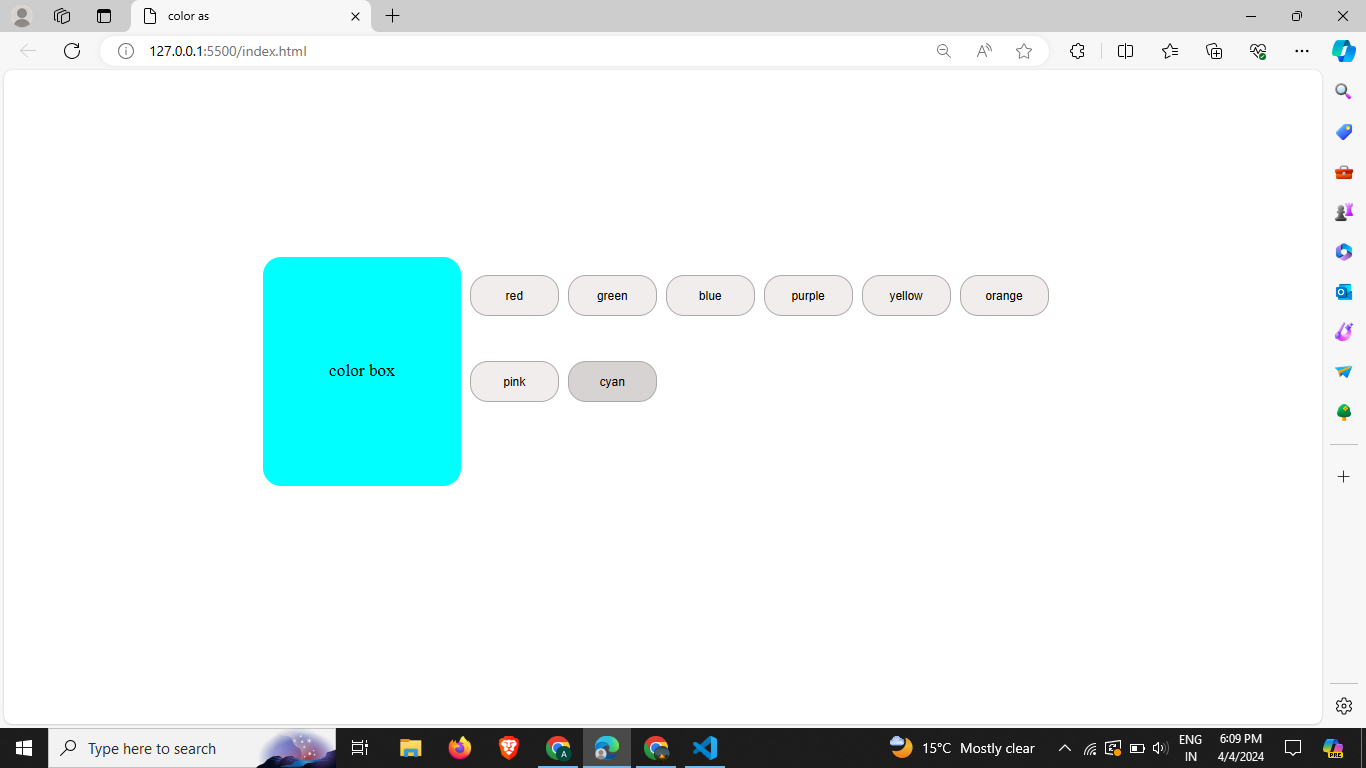 color as
127.0.0.1:5500/index.html
color box
red green blue purple yellow orange
pink cyan
Type here to search
15°C Mostly clear
ENG
IN
6:09 PM
4/4/2024
PRE